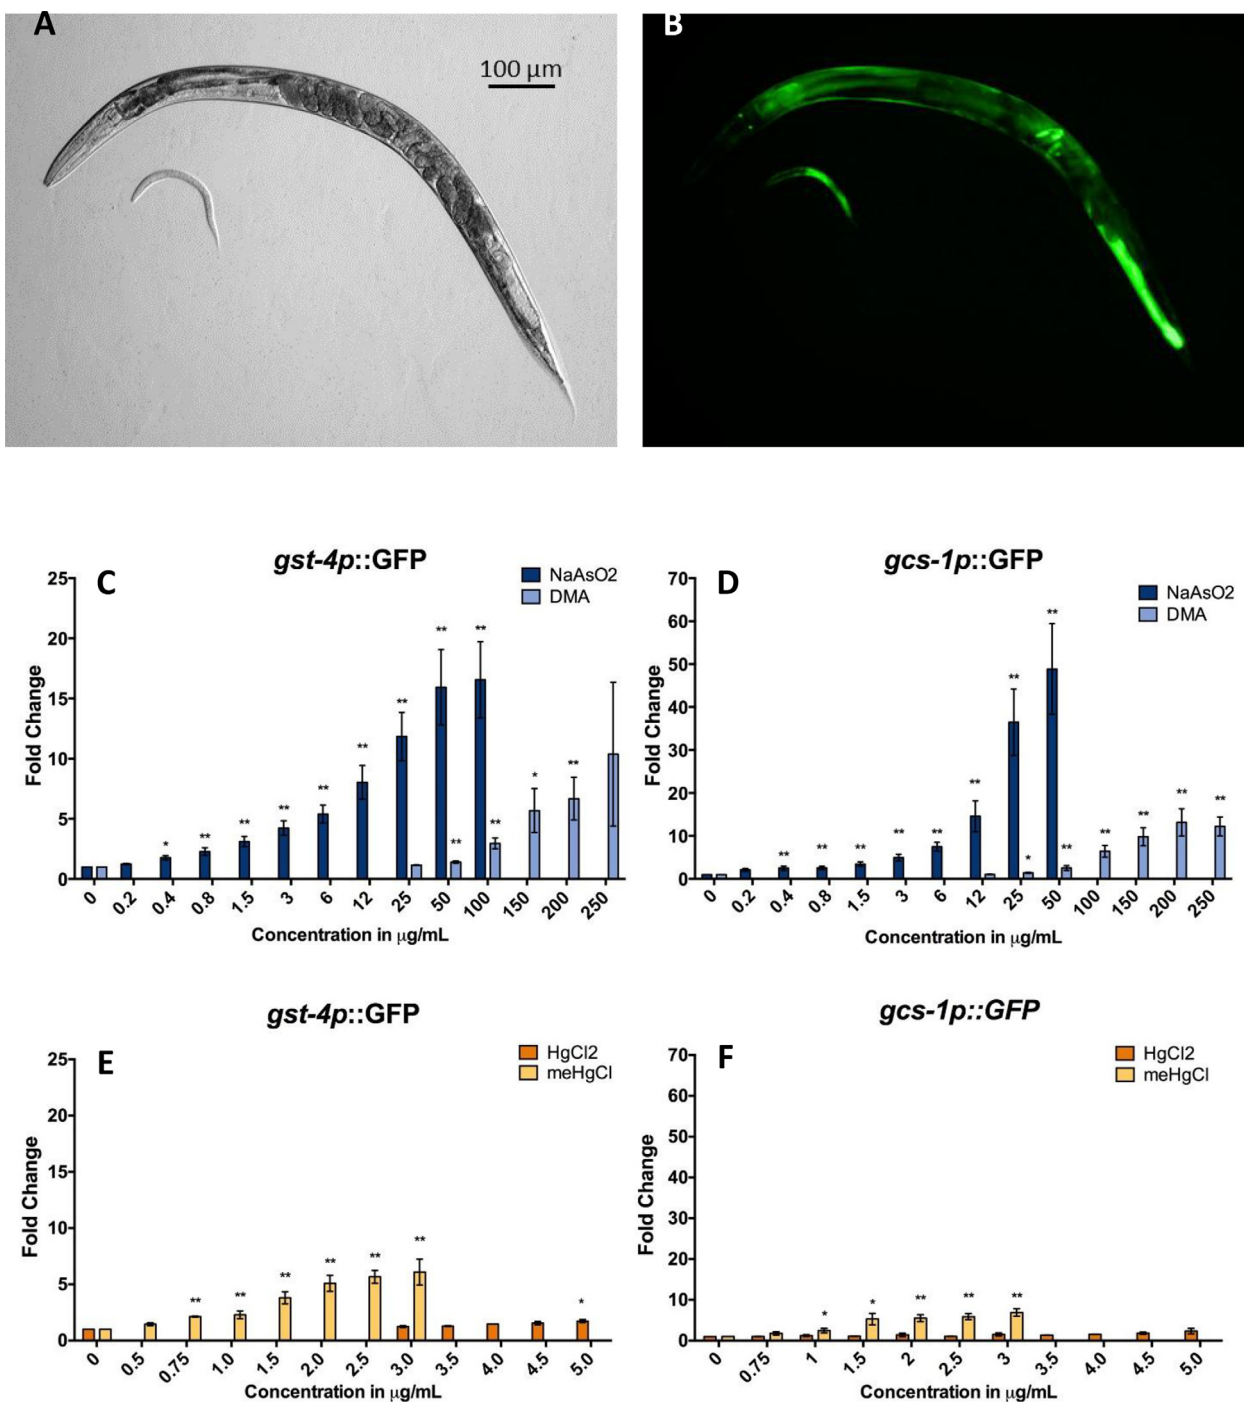 A
B
100 μm
gst-4p::GFP
C
NaAsO2
DMA
25
20
15
10
5
0
Fold Change
* ** ** ** ** ** ** ** ** ** ** * **
0 0.2 0.4 0.8 1.5 3 6 12 25 50 100 150 200 250
Concentration in μg/mL
gcs-1p::GFP
D
NaAsO2
DMA
70
60
50
40
30
20
10
0
Fold Change
** ** ** ** ** ** ** ** * ** ** ** ** **
0 0.2 0.4 0.8 1.5 3 6 12 25 50 100 150 200 250
Concentration in μg/mL
gst-4p::GFP
E
HgCl2
meHgCl
25
20
15
10
5
0
Fold Change
** ** ** ** ** ** *
0 0.5 0.75 1.0 1.5 2.0 2.5 3.0 3.5 4.0 4.5 5.0
Concentration in μg/mL
gcs-1p::GFP
F
HgCl2
meHgCl
70
60
50
40
30
20
10
0
Fold Change
* * ** ** **
0 0.75 1 1.5 2 2.5 3 3.5 4.0 4.5 5.0
Concentration in μg/mL